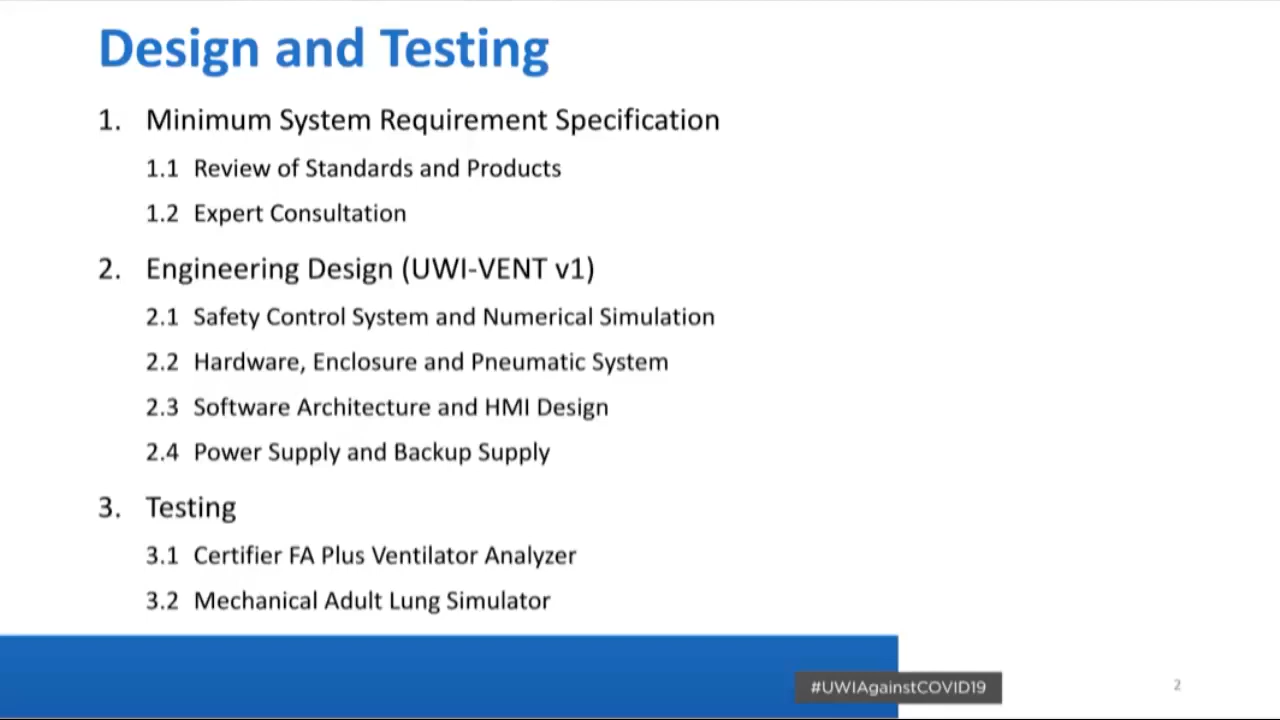 Design and Testing
1. Minimum System Requirement Specification
1.1 Review of Standards and Products
1.2 Expert Consultation
2. Engineering Design (UWI-VENT v1)
2.1 Safety Control System and Numerical Simulation
2.2 Hardware, Enclosure and Pneumatic System
2.3 Software Architecture and HMI Design
2.4 Power Supply and Backup Supply
3. Testing
3.1 Certifier FA Plus Ventilator Analyzer
3.2 Mechanical Adult Lung Simulator
#UWIAgainstCOVID19
2